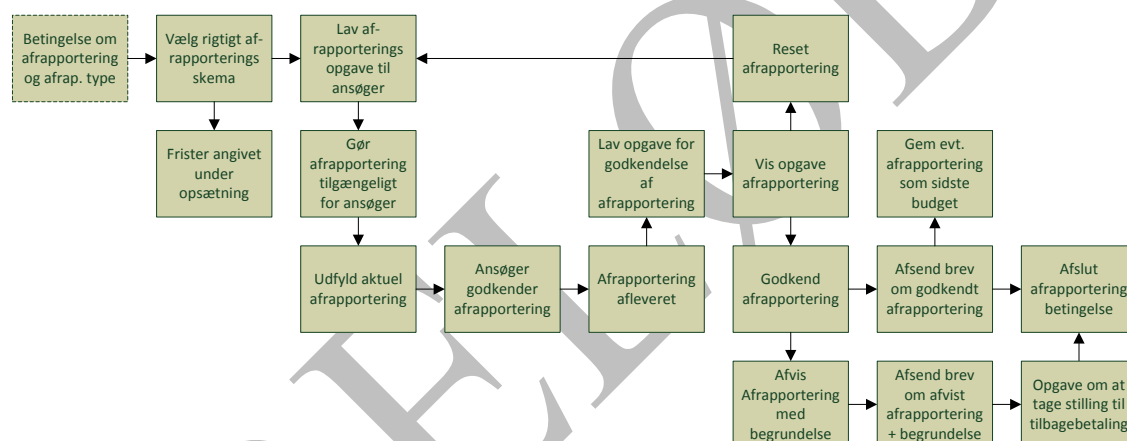 Betingelse om
afrapportering
og afrap. type
Vælg rigtigt af-
rapporterings
skema
Lav af-
rapporterings
opgave til
ansøger
Reset
afrapportering
Frister angivet
under
opsætning
Gør
afrapportering
tilgængeligt
for ansøger
Lav opgave for
godkendelse
af
afrapportering
Vis opgave
afrapportering
Gem evt.
afrapportering
som sidste
budget
Udfyld aktuel
afrapportering
Ansøger
godkender
afrapportering
Afrapportering
afleveret
Godkend
afrapportering
Afsend brev
om godkendt
afrapportering
Afslut
afrapportering
betingelse
Afvis
Afrapportering
med
begrundelse
Afsend brev
om afvist
afrapportering
+ begrundelse
Opgave om at
tage stilling til
tilbagebetaling